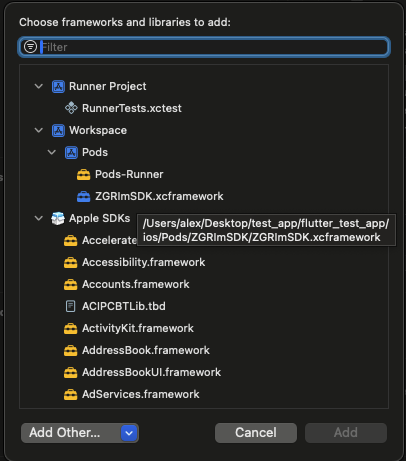 Choose frameworks and libraries to add:
Filter
Runner Project
RunnerTests.xctest
Workspace
Pods
Pods-Runner
ZGRImSDK.xcframework
Apple SDKs
/Users/alex/Desktop/test_app/flutter_test_app/
ios/Pods/ZGRImSDK/ZGRImSDK.xcframework
Accelerate
Accessibility.framework
Accounts.framework
ACIPCBTLib.tbd
ActivityKit.framework
AddressBook.framework
AddressBookUI.framework
AdServices.framework
Add Other...
Cancel
Add